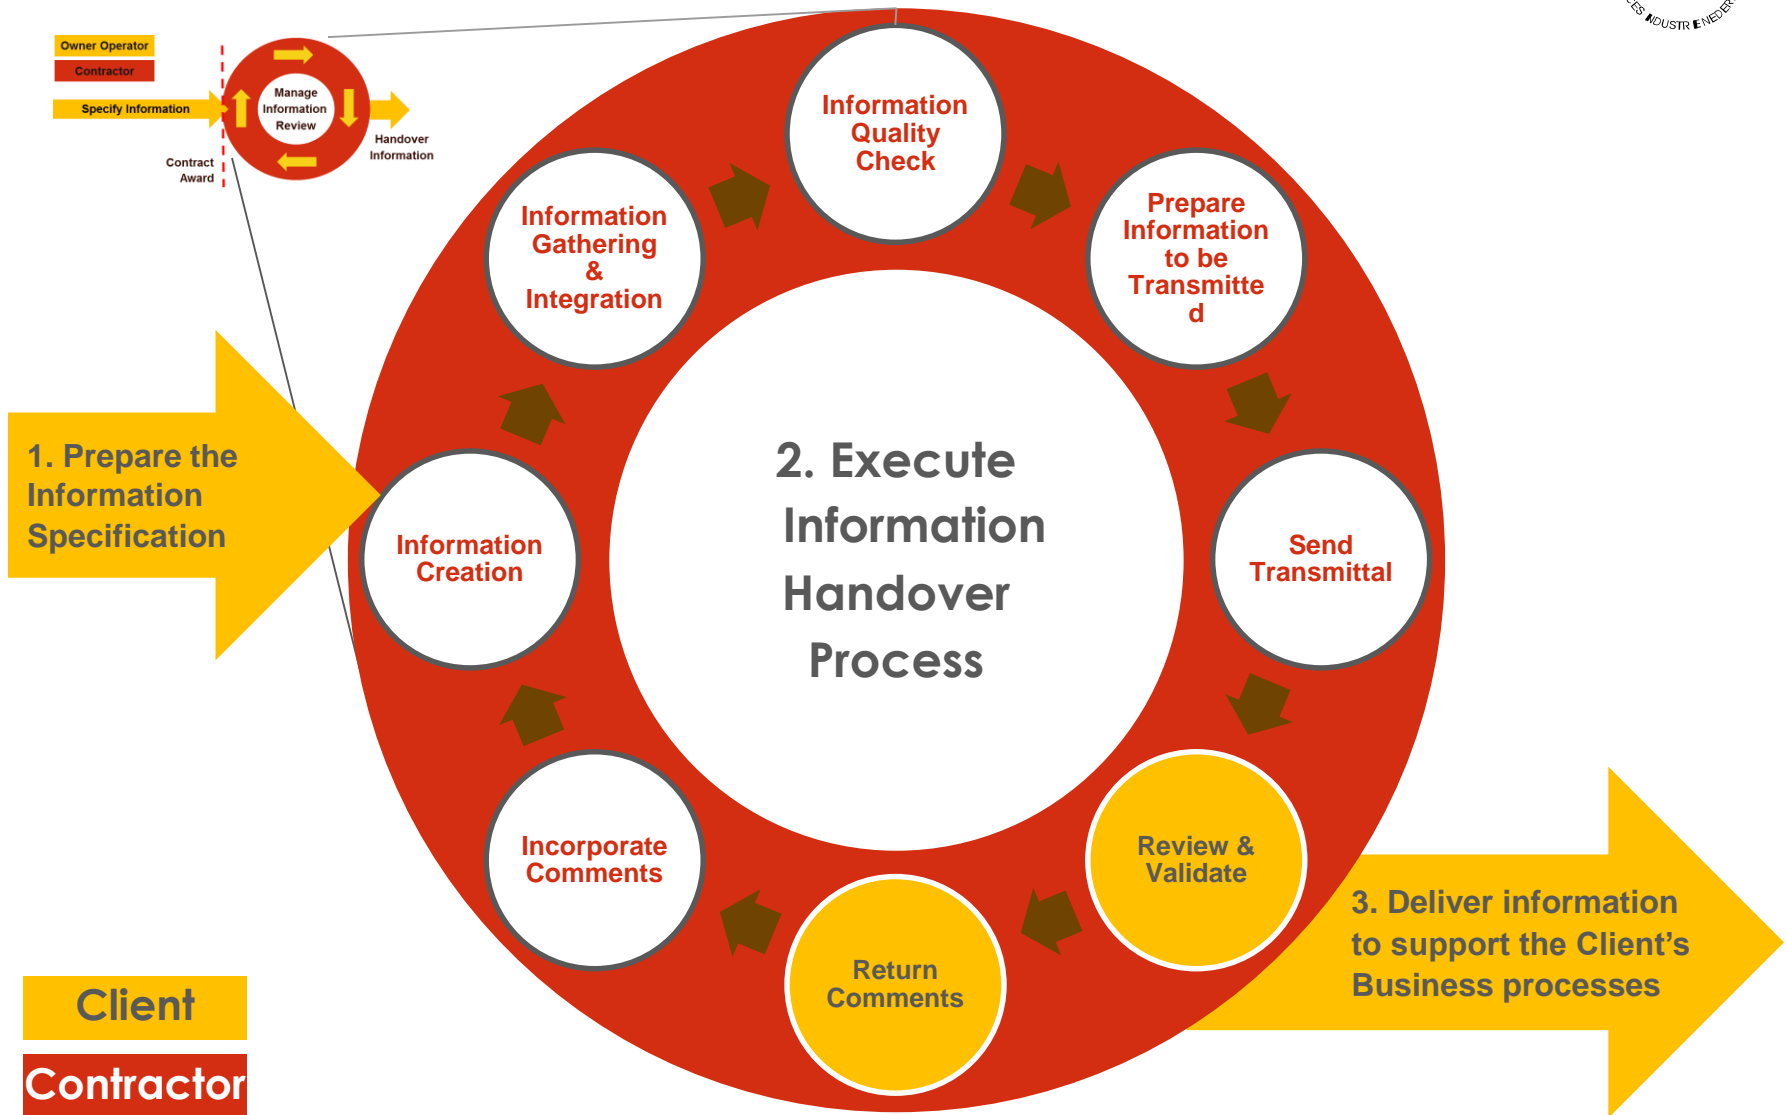 Owner Operator
Contractor
Specify Information
Manage
Information
Review
Handover
Information
Contract
Award
Information
Quality
Check
Prepare
Information
to be
Transmitte
d
Send
Transmittal
Review &
Validate
Return
Comments
Incorporate
Comments
Information
Creation
Information
Gathering
&
Integration
1. Prepare the
Information
Specification
2. Execute
Information
Handover
Process
3. Deliver information
to support the Client’s
Business processes
Client
Contractor